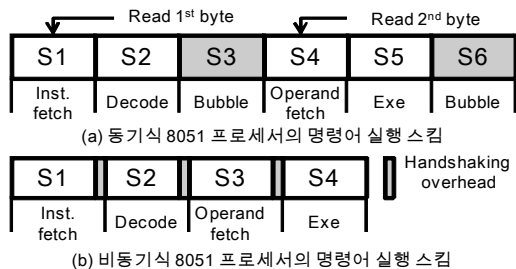 Read 1st byte Read 2nd byte
S1 S2 S3 S4 S5 S6
Inst. fetch Decode Bubble Operand fetch Exe Bubble
(a) 동기식 8051 프로세서의 명령어 실행 스킴
S1 S2 S3 S4 Handshaking overhead
Inst. fetch Decode Operand fetch Exe
(b) 비동기식 8051 프로세서의 명령어 실행 스킴